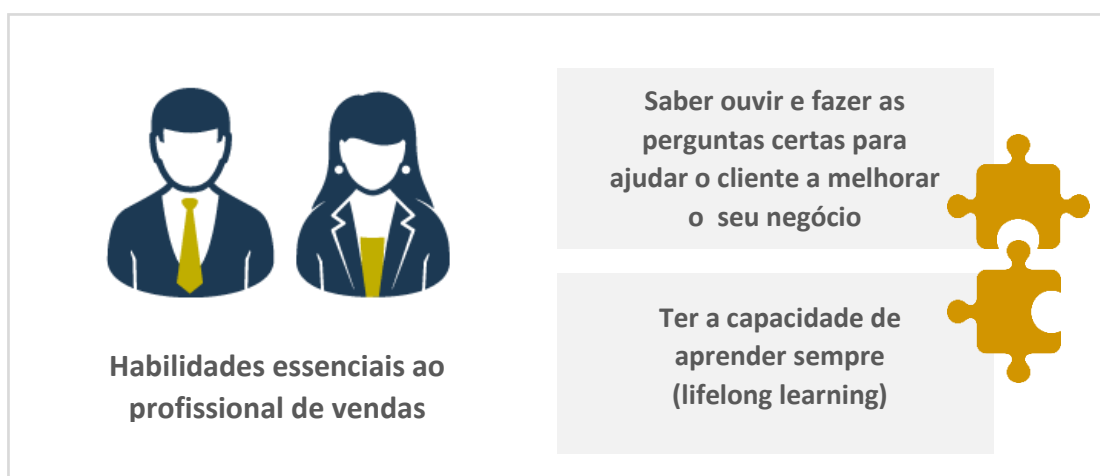 Saber ouvir e fazer as
perguntas certas para
ajudar o cliente a melhorar
o seu negócio
Ter a capacidade de
aprender sempre
(lifelong learning)
Habilidades essenciais ao
profissional de vendas